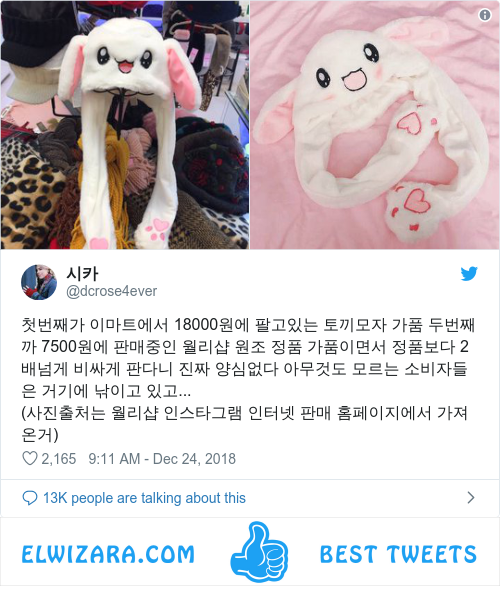 시카
@dcrose4ever
첫번째가 이마트에서 18000원에 팔고있는 토끼모자 가품 두번째
까 7500원에 판매중인 월리샵 원조 정품 가품이면서 정품보다 2
배넘게 비싸게 판다니 진짜 양심없다 아무것도 모르는 소비자들
은 거기에 낚이고 있고...
(사진출처는 월리샵 인스타그램 인터넷 판매 홈페이지에서 가져
온거)
2,165 9:11 AM - Dec 24, 2018
13K people are talking about this
ELWIZARA.COM BEST TWEETS